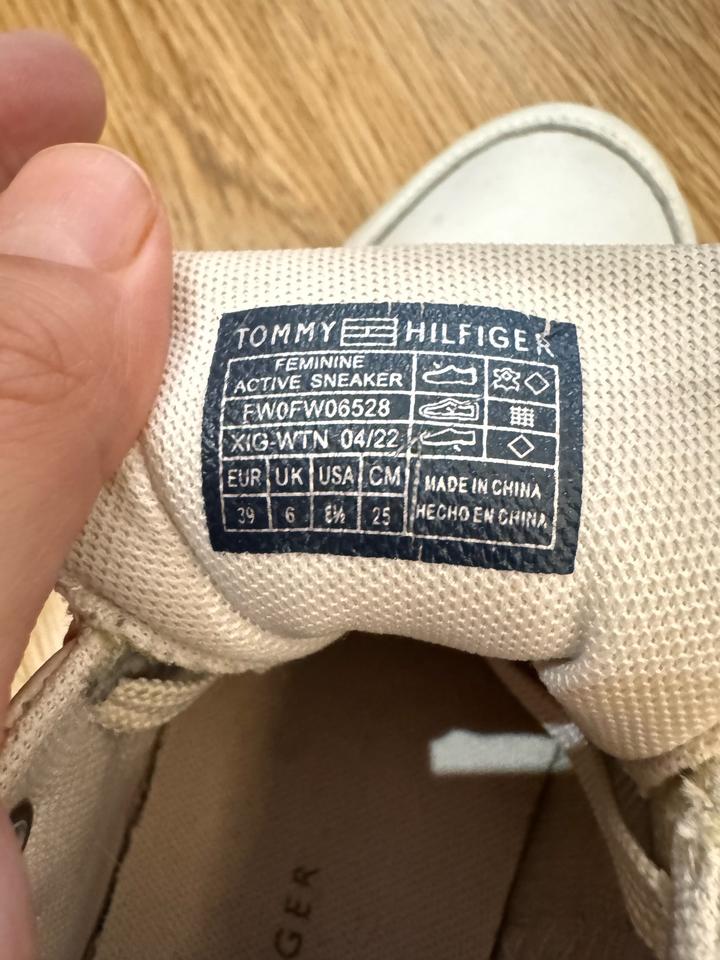 TOMMY HILFIGER
FEMININE
ACTIVE SNEAKER
FW0FW06528
XIG-WTN 04/22
EUR UK USA CM
39 6 8½ 25
MADE IN CHINA
HECHO EN CHINA
GER